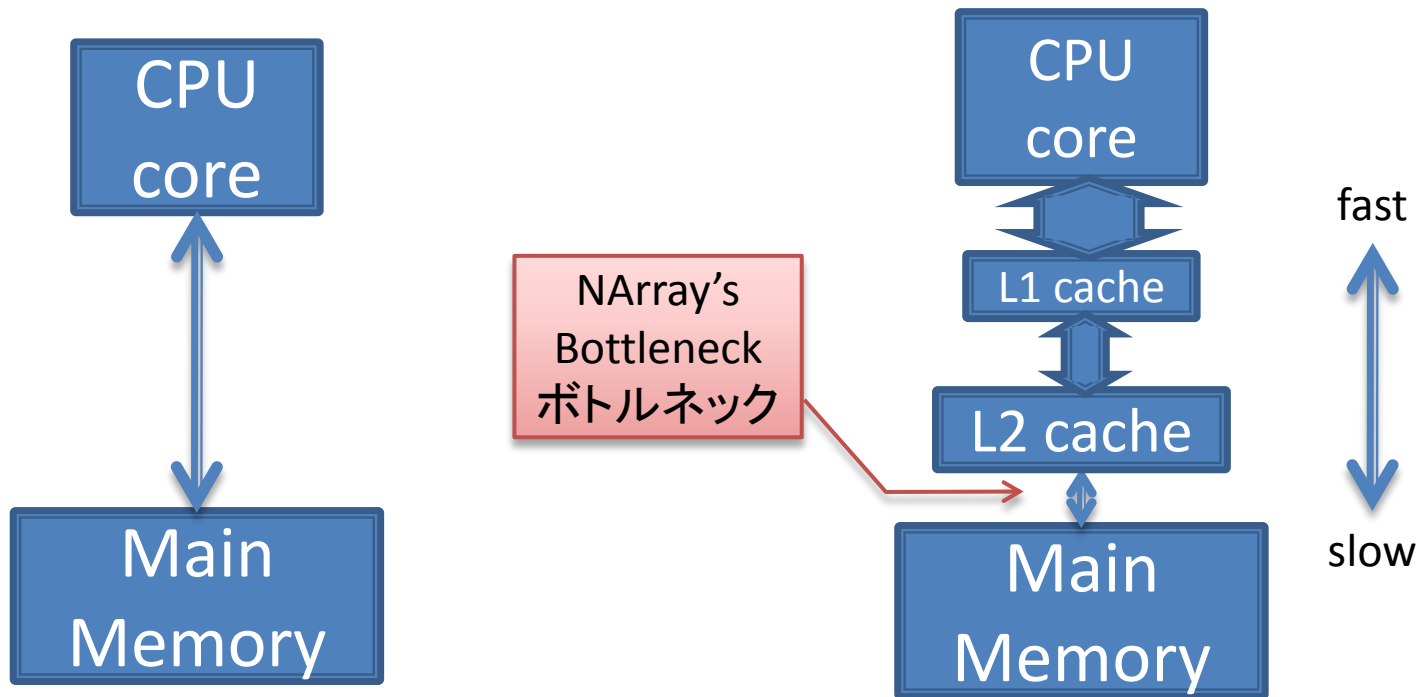 CPU
core
Main
Memory
NArray’s
Bottleneck
ボトルネック
CPU
core
L1 cache
L2 cache
Main
Memory
fast
slow